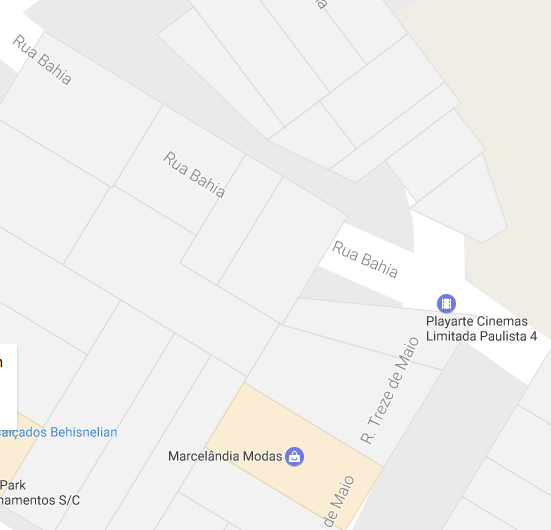 Rua Bahia
Rua Bahia
Rua Bahia
Playarte Cinemas
Limitada Paulista 4
R. Treze de Maio
alçados Behisnelian
Marcelândia Modas
Park
namentos S/C
de Maio